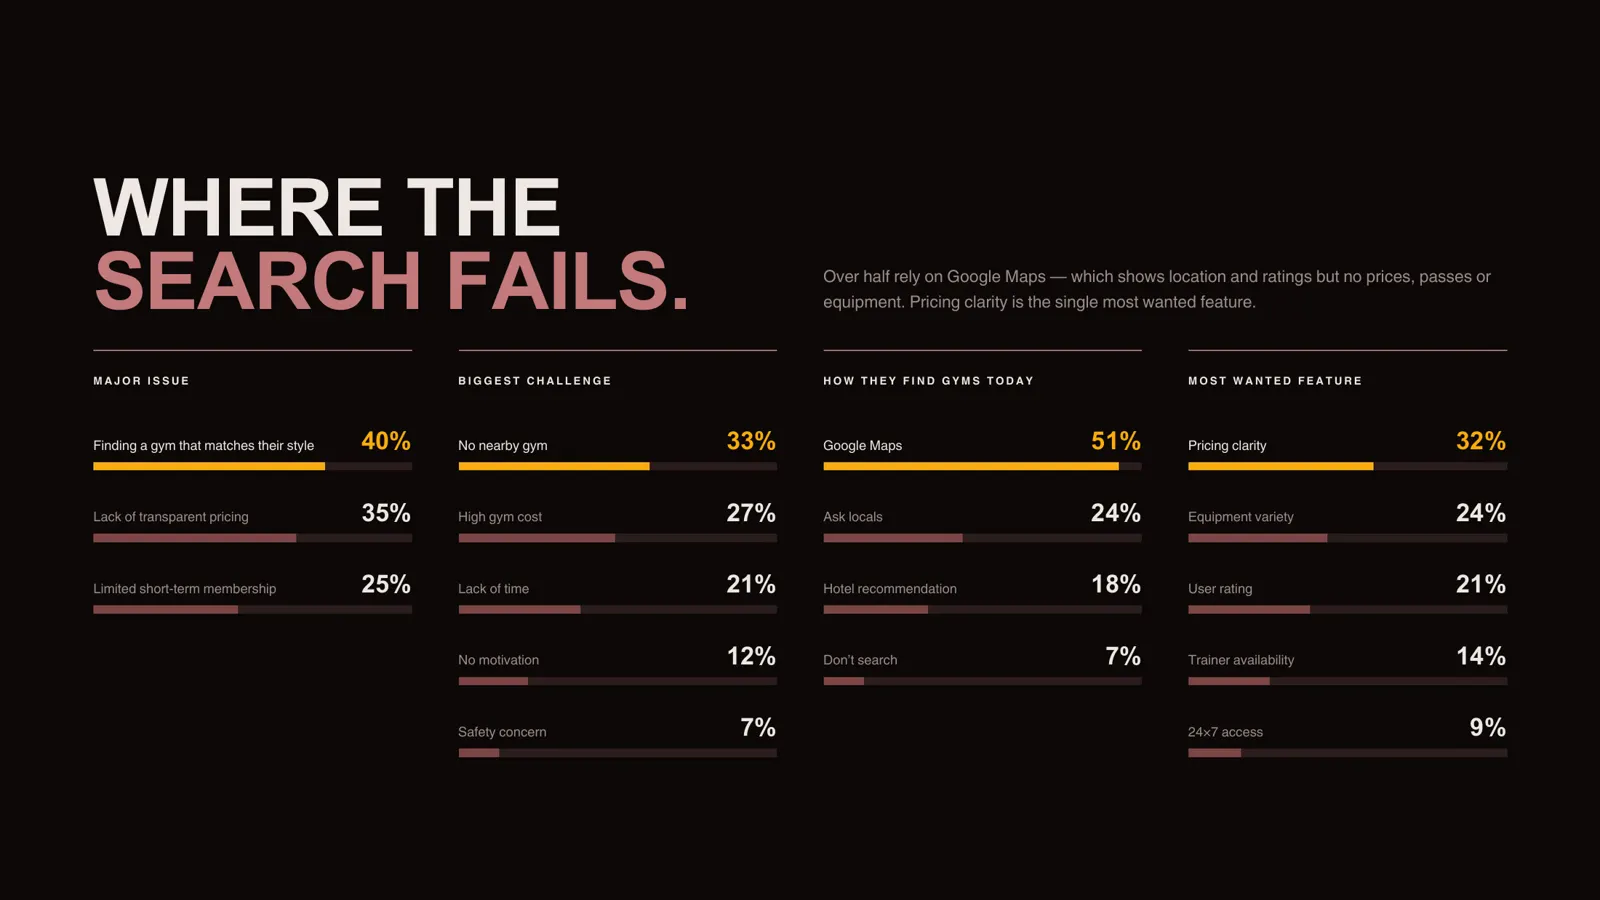 WHERE THE
SEARCH FAILS.
Over half rely on Google Maps — which shows location and ratings but no prices, passes or
equipment. Pricing clarity is the single most wanted feature.
MAJOR ISSUE
Finding a gym that matches their style 40%
Lack of transparent pricing 35%
Limited short-term membership 25%
BIGGEST CHALLENGE
No nearby gym 33%
High gym cost 27%
Lack of time 21%
No motivation 12%
Safety concern 7%
HOW THEY FIND GYMS TODAY
Google Maps 51%
Ask locals 24%
Hotel recommendation 18%
Don’t search 7%
MOST WANTED FEATURE
Pricing clarity 32%
Equipment variety 24%
User rating 21%
Trainer availability 14%
24×7 access 9%